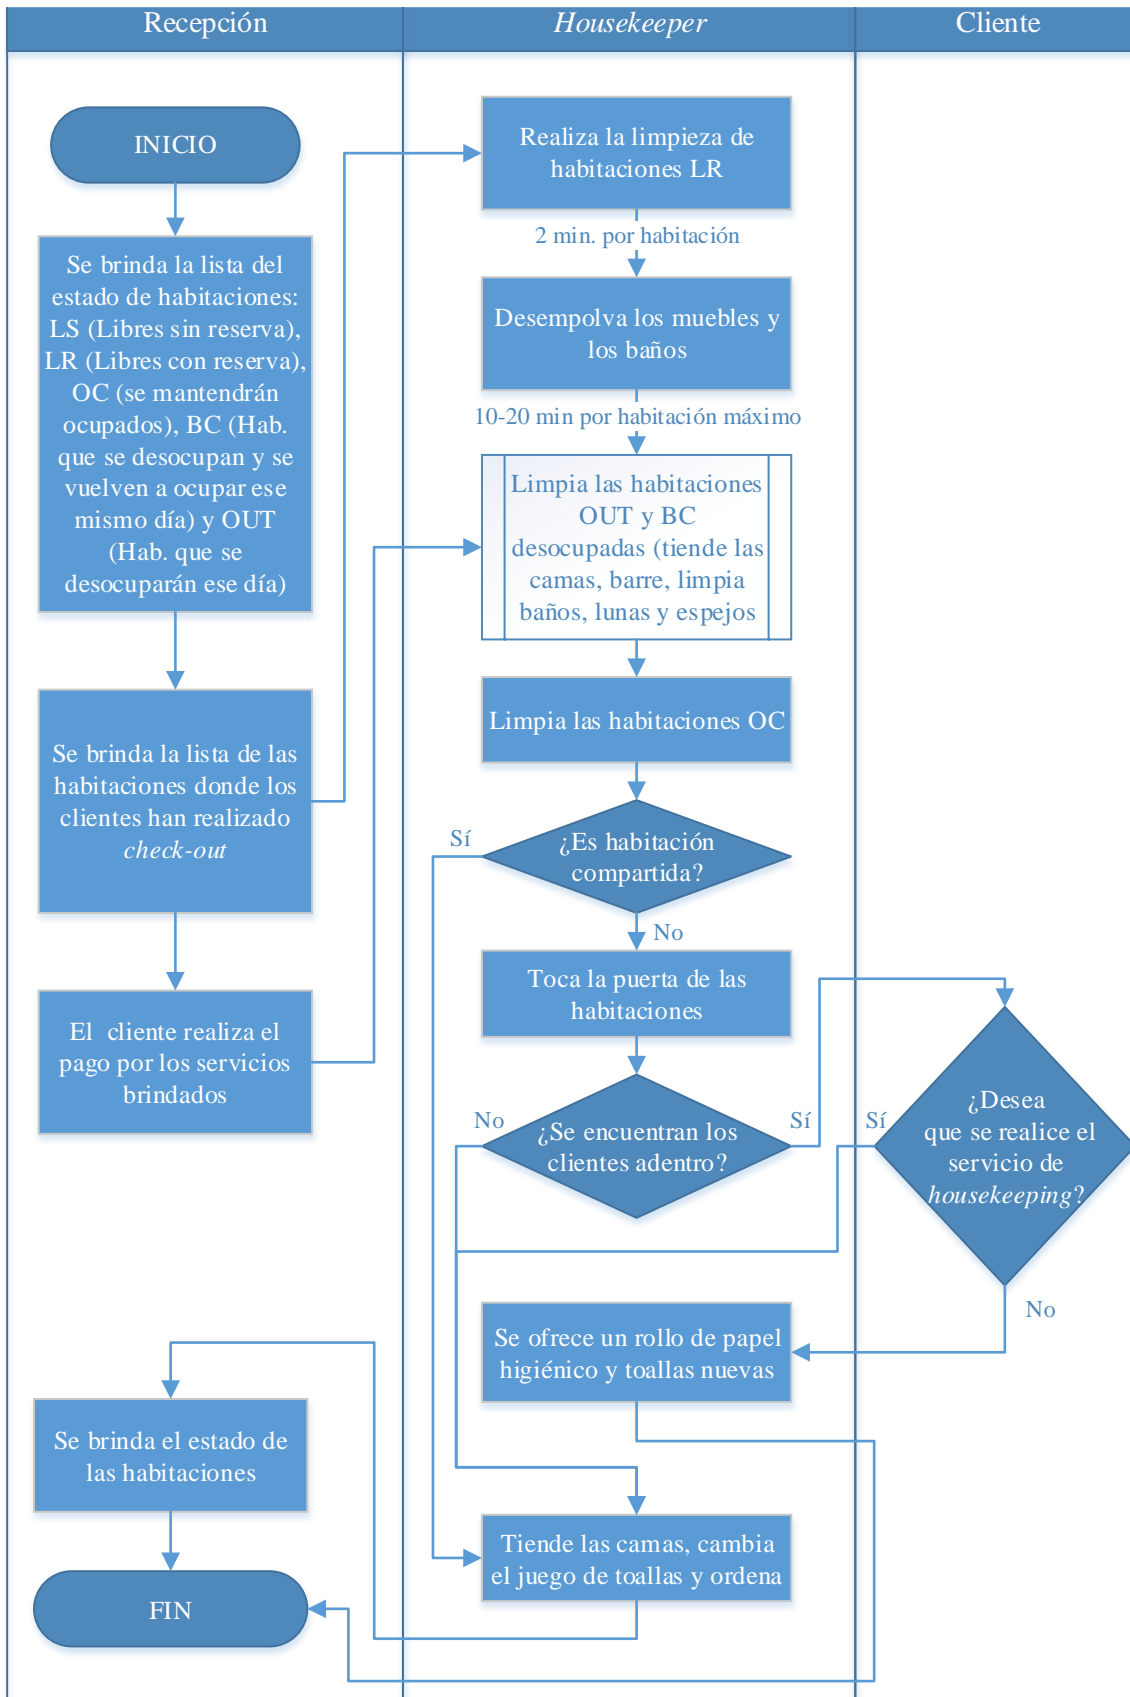 Recepción
Housekeeper
Cliente
INICIO
Se brinda la lista del
estado de habitaciones:
LS (Libres sin reserva),
LR (Libres con reserva),
OC (se mantendrán
ocupados), BC (Hab.
que se desocupan y se
vuelven a ocupar ese
mismo día) y OUT
(Hab. que se
desocuparán ese día)
Se brinda la lista de las
habitaciones donde los
clientes han realizado
check-out
El cliente realiza el
pago por los servicios
brindados
Se brinda el estado de
las habitaciones
FIN
Realiza la limpieza de
habitaciones LR
2 min. por habitación
Desempolva los muebles y
los baños
10-20 min por habitación máximo
Limpia las habitaciones
OUT y BC
desocupadas (tiende las
camas, barre, limpia
baños, lunas y espejos
Limpia las habitaciones OC
Sí
¿Es habitación
compartida?
No
Toca la puerta de las
habitaciones
No
¿Se encuentran los
clientes adentro?
Sí
Sí
¿Desea
que se realice el
servicio de
housekeeping?
No
Se ofrece un rollo de papel
higiénico y toallas nuevas
Tiende las camas, cambia
el juego de toallas y ordena